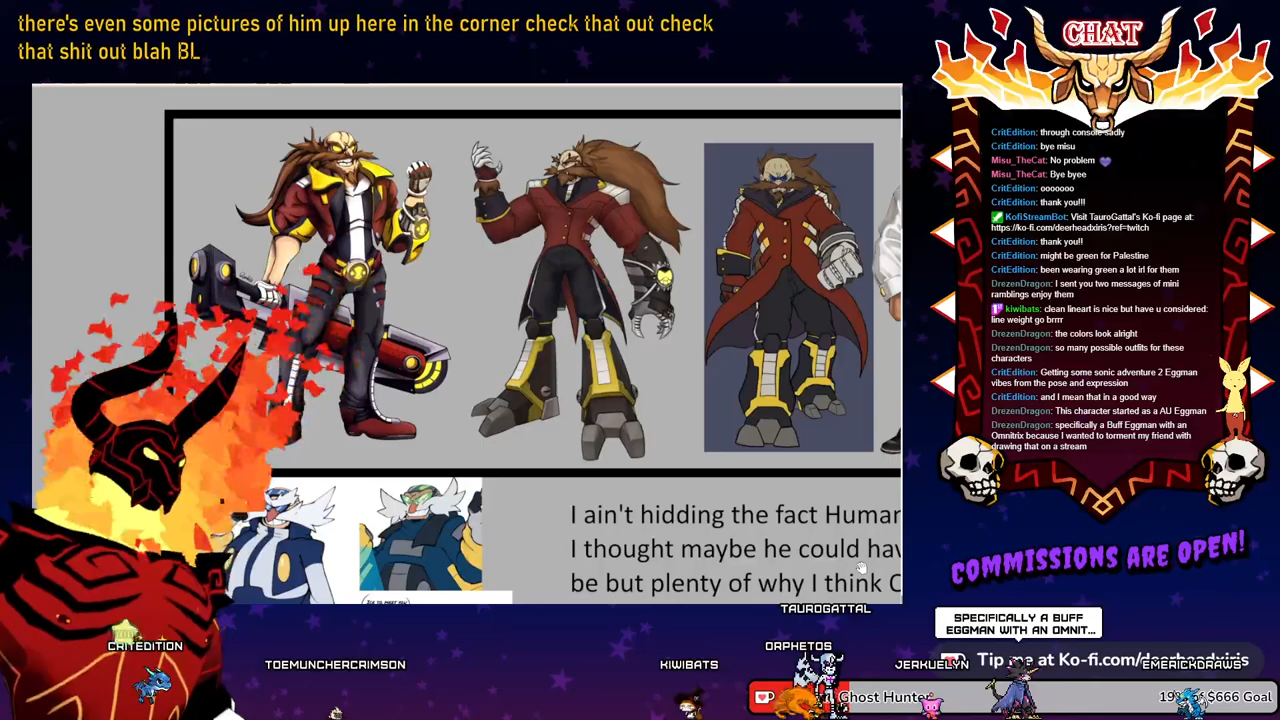 there's even some pictures of him up here in the corner check that out check
that shit out blah BL
CHAT
CritEdition: through console sadly
CritEdition: bye misu
Misu_TheCat: No problem
Misu_TheCat: Bye byee
CritEdition: ooooooo
CritEdition: thank you!!!
KofiStreamBot: Visit TauroGattal's Ko-fi page at:
https://ko-fi.com/deerheadxiris?ref=twitch
CritEdition: thank you!!
CritEdition: might be green for Palestine
CritEdition: been wearing green a lot irl for them
DrezenDragon: I sent you two messages of mini
ramblings enjoy them
kiwibats: clean lineart is nice but have u considered:
line weight go brrrr
DrezenDragon: the colors look alright
DrezenDragon: so many possible outfits for these
characters
CritEdition: Getting some sonic adventure 2 Eggman
vibes from the pose and expression
CritEdition: and I mean that in a good way
DrezenDragon: This character started as a AU Eggman
DrezenDragon: specifically a Buff Eggman with an
Omnitrix because I wanted to torment my friend with
drawing that on a stream
I ain't hidding the fact Human
I thought maybe he could hav
be but plenty of why I think
COMMISSIONS ARE OPEN!
TAUROGATTAL
SPECIFICALLY A BUFF
EGGMAN WITH AN OMNIT...
CRITEDITION
TOEMUNCHERCRIMSON
KIWIBATS
ORPHETOS
JERKUELYN
EMERICKDRAWS
Tip me at Ko-fi.com/deerheadxiris
Ghost Hunter
$666 Goal